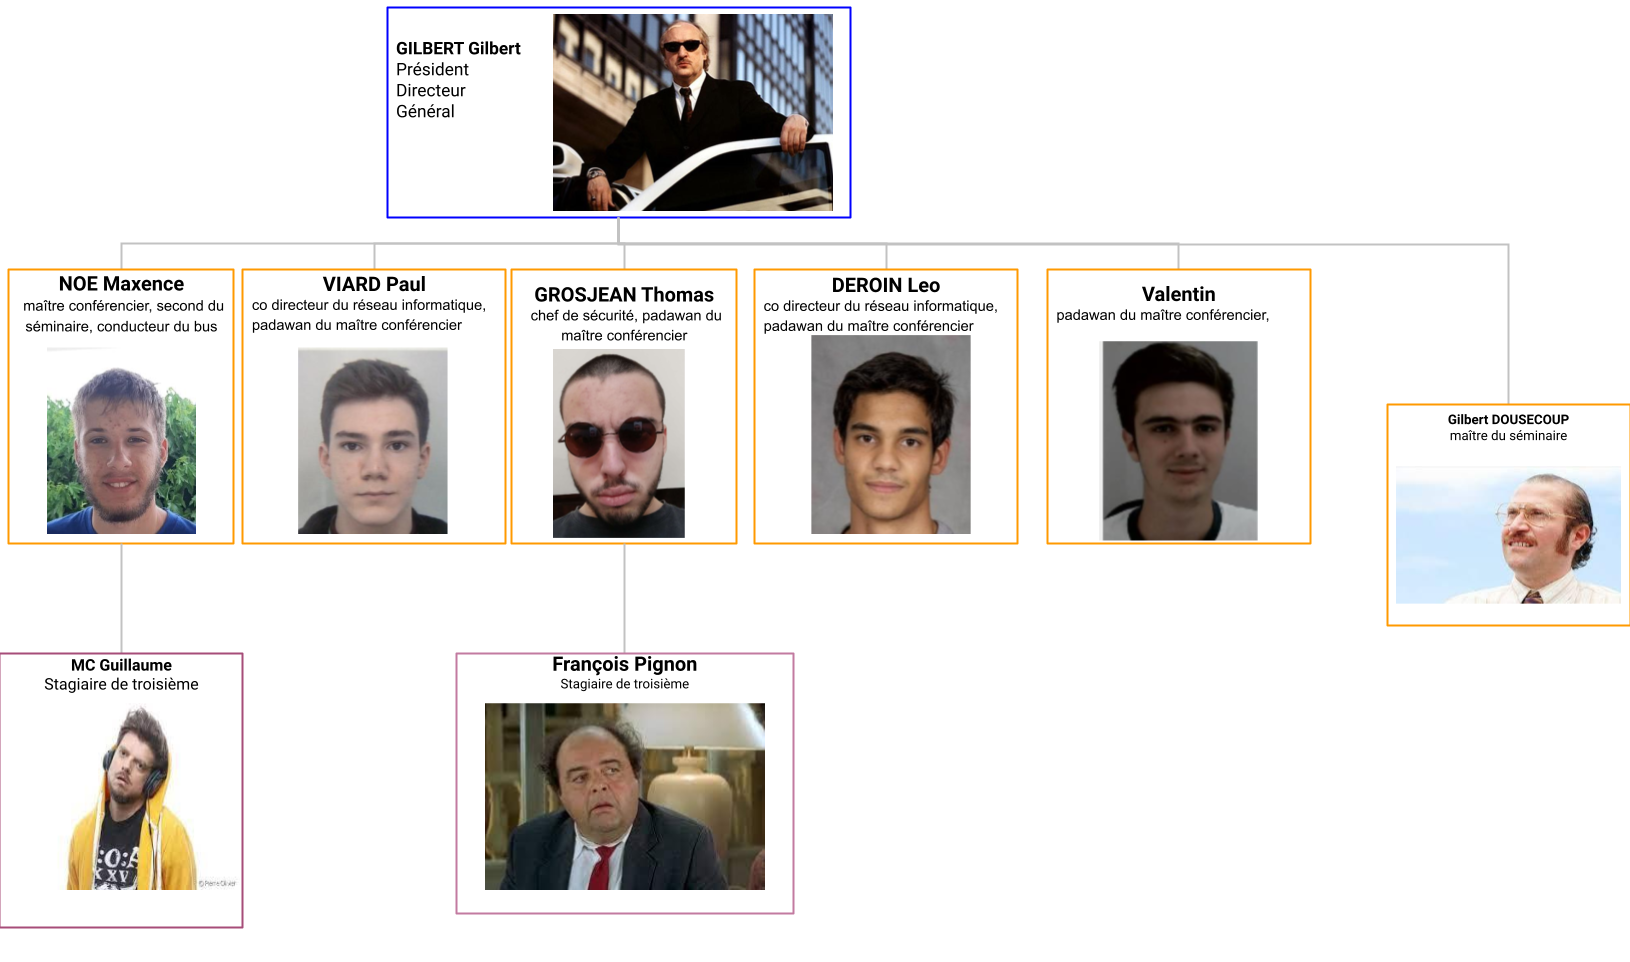 GILBERT Gilbert
Président
Directeur
Général
NOE Maxence
maître conférencier, second du
séminaire, conducteur du bus
VIARD Paul
co directeur du réseau informatique,
padawan du maître conférencier
GROSJEAN Thomas
chef de sécurité, padawan du
maître conférencier
DEROIN Leo
co directeur du réseau informatique,
padawan du maître conférencier
Valentin
padawan du maître conférencier,
Gilbert DOUSECOUP
maître du séminaire
MC Guillaume
Stagiaire de troisième
:O:A
K XV
© Pierre Olivier
François Pignon
Stagiaire de troisième